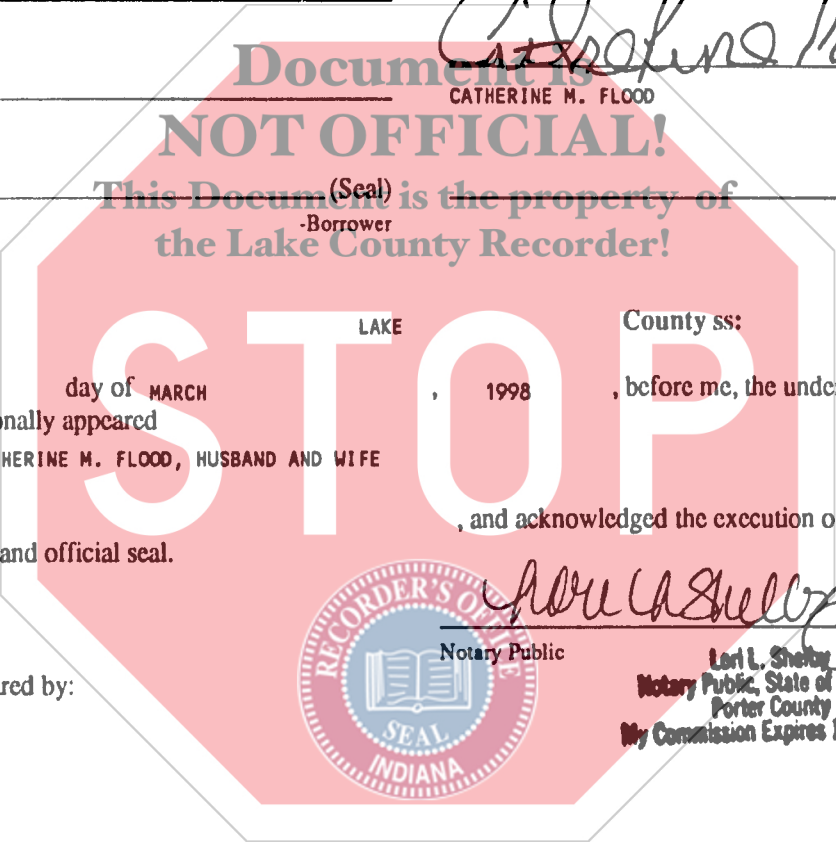 Catherine M
Document is
CATHERINE M. FLOOD
NOT OFFICIAL!
(Seal)
This Document is the property of
-Borrower
the Lake County Recorder!
LAKE County ss:
STOP
day of MARCH , 1998 , before me, the unde
onally appeared
HERINE M. FLOOD, HUSBAND AND WIFE
, and acknowledged the execution o
and official seal.
RECORDER'S OFFICE
SEAL
INDIANA
Notary Public
Lori L. Shelby
Notary Public, State of
Porter County
My Commission Expires
red by: